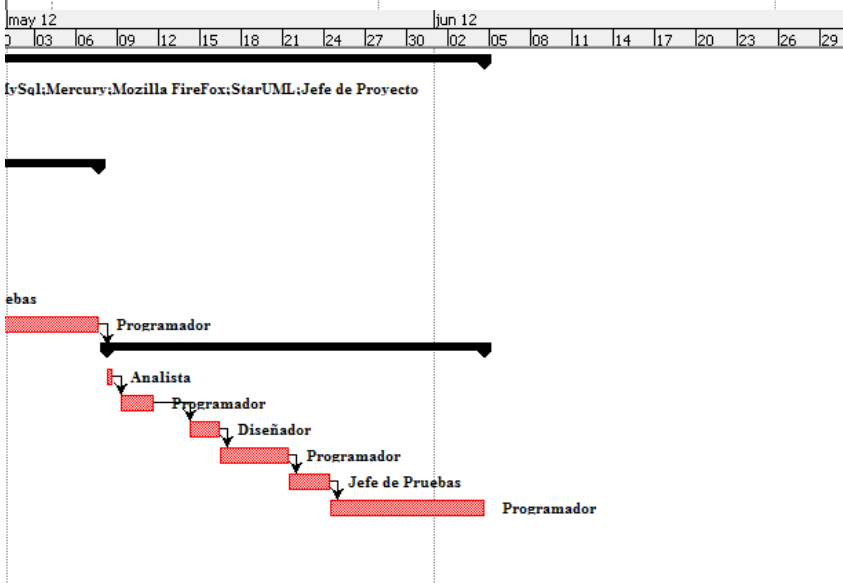 may 12 jun 12
03 06 09 12 15 18 21 24 27 30 02 05 08 11 14 17 20 23 26 29
MySql;Mercury;Mozilla FireFox;StarUML;Jefe de Proyecto
ebas
Programador
Analista
Programador
Diseñador
Programador
Jefe de Pruebas
Programador